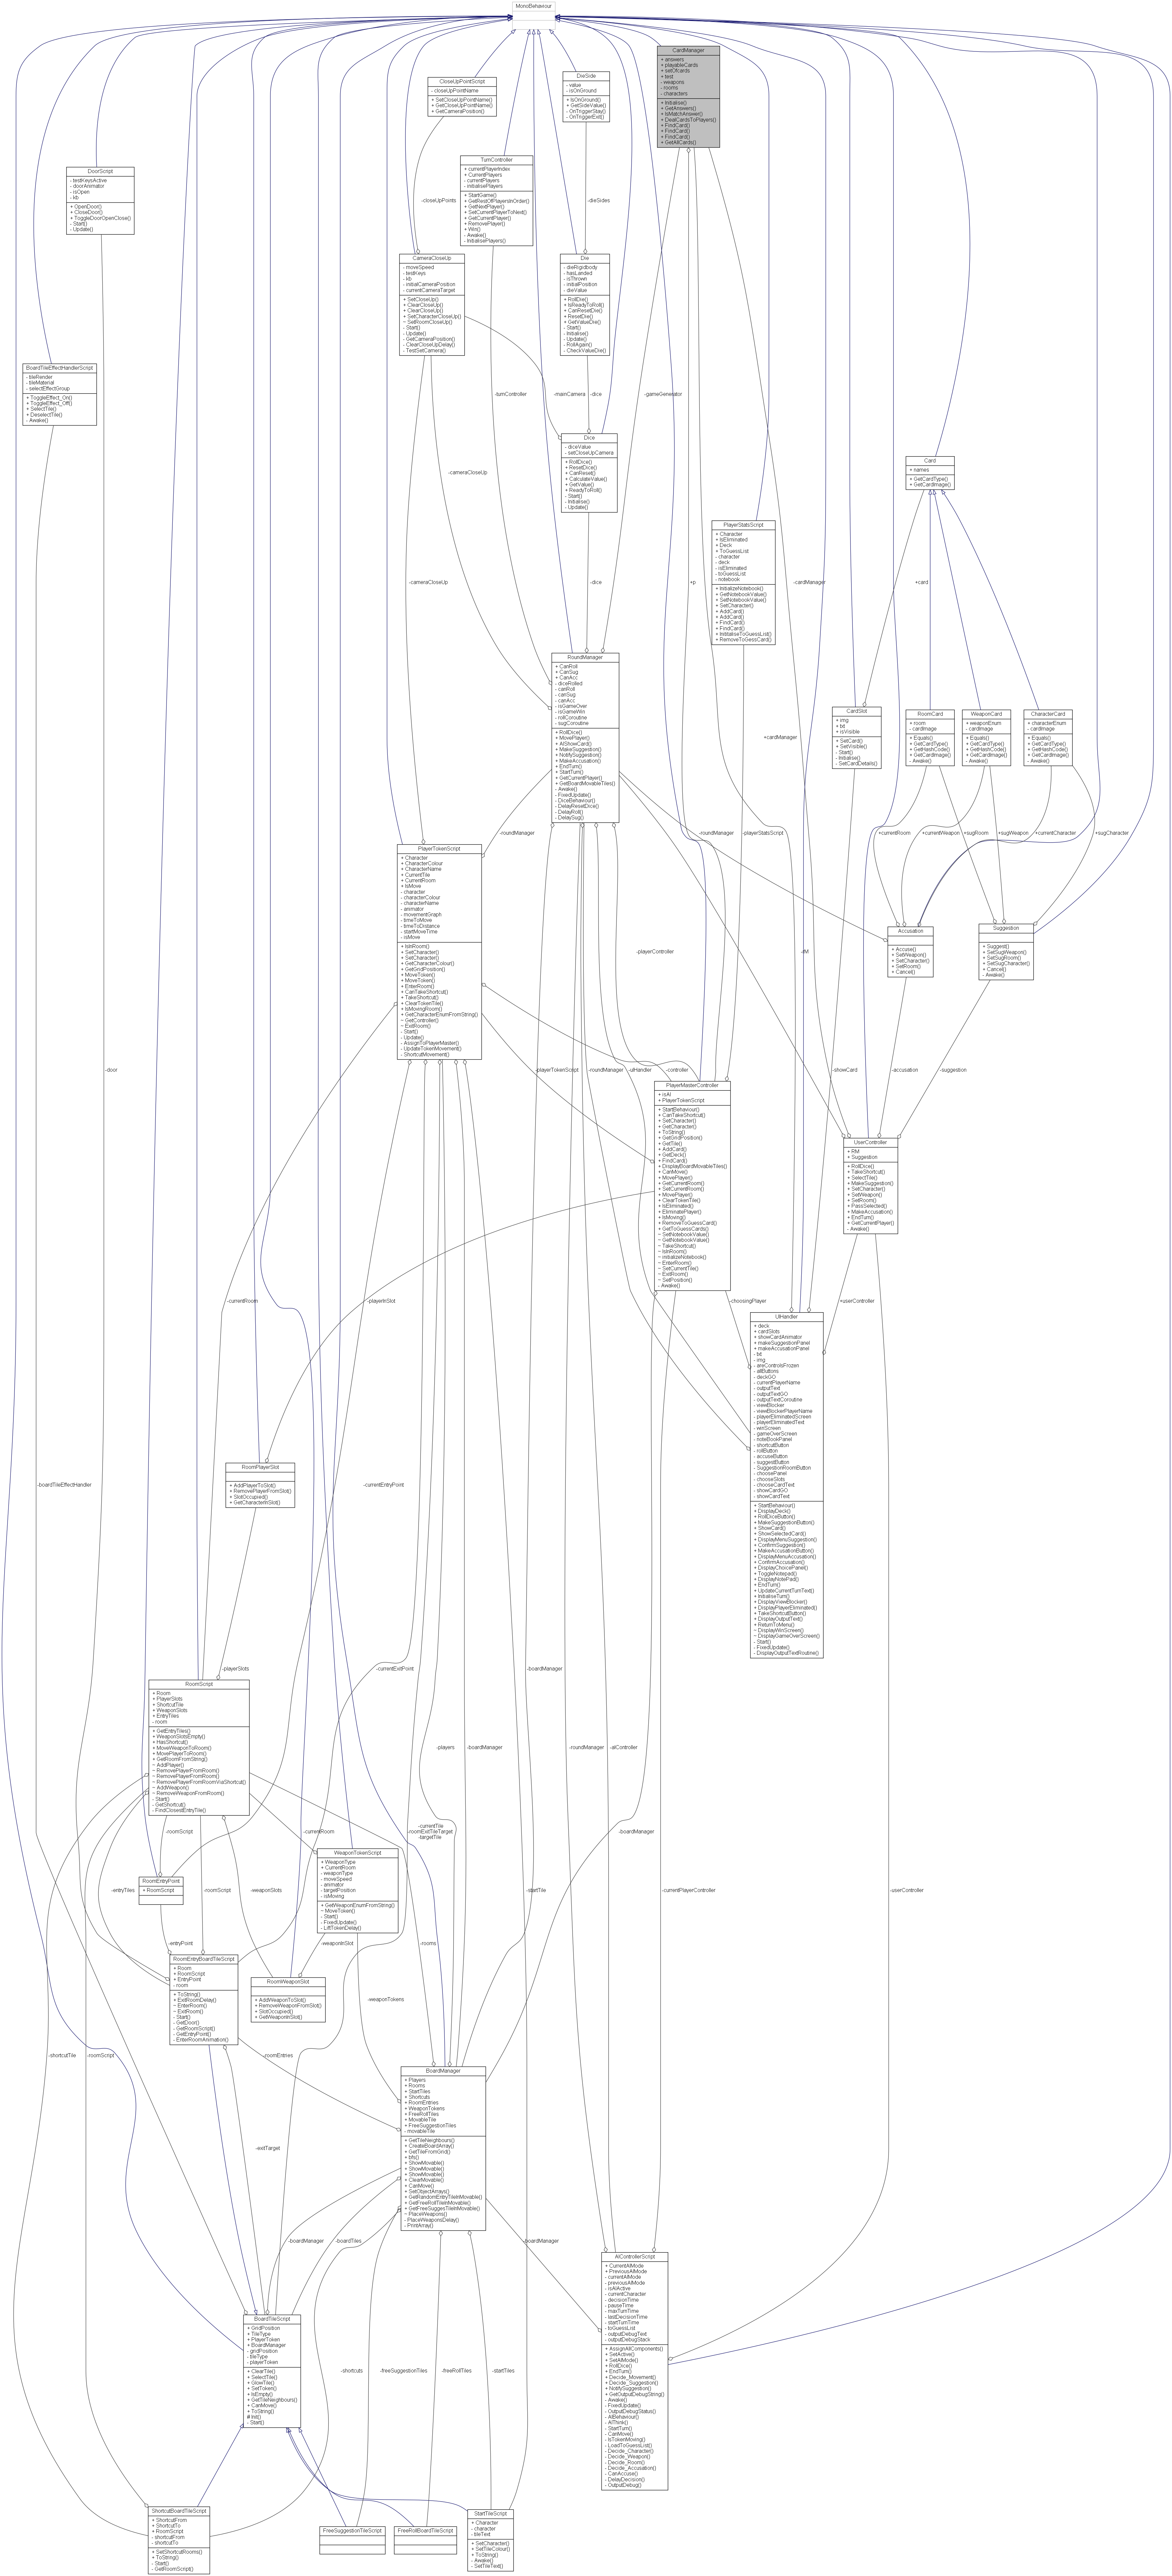 MonoBehaviour
CardManager
+ answers
+ playableCards
+ setOfcards
+ test
- weapons
- rooms
- characters
+ Initialise()
+ GetAnswers()
+ IsMatchAnswer()
+ DealCardsToPlayers()
+ FindCard()
+ FindCard()
+ FindCard()
+ GetAllCards()
CloseUpPointScript
- closeUpPointName
+ SetCloseUpPointName()
+ GetCloseUpPointName()
+ GetCameraPosition()
DieSide
- value
- isOnGround
+ IsOnGround()
+ GetSideValue()
- OnTriggerStay()
- OnTriggerExit()
TurnController
+ currentPlayerIndex
+ CurrentPlayers
- currentPlayers
- initialisePlayers
+ StartGame()
+ GetRestOfPlayersInOrder()
+ GetNextPlayer()
+ SetCurrentPlayerToNext()
+ GetCurrentPlayer()
+ RemovePlayer()
+ Win()
- Awake()
- InitialisePlayers()
DoorScript
- testKeysActive
- doorAnimator
- isOpen
- kb
+ OpenDoor()
+ CloseDoor()
+ ToggleDoorOpenClose()
- Start()
- Update()
-closeUpPoints
-dieSides
CameraCloseUp
- moveSpeed
- testKeys
- kb
- initialCameraPosition
- currentCameraTarget
+ SetCloseUp()
+ ClearCloseUp()
+ ClearCloseUp()
+ SetCharacterCloseUp()
~ SetRoomCloseUp()
- Start()
- Update()
- GetCameraPosition()
- ClearCloseUpDelay()
- TestSetCamera()
Die
- dieRigidbody
- hasLanded
- isThrown
- initialPosition
- dieValue
+ RollDie()
+ IsReadyToRoll()
+ CanResetDie()
+ ResetDie()
+ GetValueDie()
- Start()
- Initialise()
- Update()
- RollAgain()
- CheckValueDie()
BoardTileEffectHandlerScript
- tileRender
- tileMaterial
- selectEffectGroup
+ ToggleEffect_On()
+ ToggleEffect_Off()
+ SelectTile()
+ DeselectTile()
- Awake()
-turnController
-mainCamera
-dice
-gameGenerator
Dice
- diceValue
- setCloseUpCamera
+ RollDice()
+ ResetDice()
+ CanReset()
+ CalculateValue()
+ GetValue()
+ ReadyToRoll()
- Start()
- Initialise()
- Update()
Card
+ names
+ GetCardType()
+ GetCardImage()
-cameraCloseUp
PlayerStatsScript
+ Character
+ IsEliminated
+ Deck
+ ToGuessList
- character
- deck
- isEliminated
- toGuessList
- notebook
+ InitializeNotebook()
+ GetNotebookValue()
+ SetNotebookValue()
+ SetCharacter()
+ AddCard()
+ AddCard()
+ FindCard()
+ FindCard()
+ InititaliseToGuessList()
+ RemoveToGessCard()
-cameraCloseUp
-dice
+p
-cardManager
+card
RoundManager
+ CanRoll
+ CanSug
+ CanAcc
- diceRolled
- canRoll
- canSug
- canAcc
- isGameOver
- isGameWin
- rollCoroutine
- sugCoroutine
+ RollDice()
+ MovePlayer()
+ AIShowCard()
+ MakeSuggestion()
+ NotifySuggestion()
+ MakeAccusation()
+ EndTurn()
+ StartTurn()
+ GetCurrentPlayer()
+ GetBoardMovableTiles()
- Awake()
- FixedUpdate()
- DiceBehaviour()
- DelayResetDice()
- DelayRoll()
- DelaySug()
+cardManager
CardSlot
+ img
+ txt
+ isVisible
+ SetCard()
+ SetVisible()
- Start()
- Initialise()
- SetCardDetails()
RoomCard
+ room
- cardImage
+ Equals()
+ GetCardType()
+ GetHashCode()
+ GetCardImage()
- Awake()
WeaponCard
+ weaponEnum
- cardImage
+ Equals()
+ GetCardType()
+ GetHashCode()
+ GetCardImage()
- Awake()
CharacterCard
+ characterEnum
- cardImage
+ Equals()
+ GetCardType()
+ GetHashCode()
+ GetCardImage()
- Awake()
-roundManager
-roundManager
-playerStatsScript
+currentRoom
+currentWeapon
+sugRoom
+sugWeapon
+currentCharacter
+sugCharacter
PlayerTokenScript
+ Character
+ CharacterColour
+ CharacterName
+ CurrentTile
+ CurrentRoom
+ IsMove
- character
- characterColour
- characterName
- animator
- movementGraph
- timeToMove
- timeToDistance
- startMoveTime
- isMove
+ IsInRoom()
+ SetCharacter()
+ SetCharacter()
+ GetCharacterColour()
+ GetGridPosition()
+ MoveToken()
+ MoveToken()
+ EnterRoom()
+ CanTakeShortcut()
+ TakeShortcut()
+ ClearTokenTile()
+ IsMovingRoom()
+ GetCharacterEnumFromString()
~ GetController()
~ ExitRoom()
- Start()
- Update()
- AssignToPlayerMaster()
- UpdateTokenMovement()
- ShortcutMovement()
-playerController
-rM
Accusation
+ Accuse()
+ SetWeapon()
+ SetCharacter()
+ SetRoom()
+ Cancel()
Suggestion
+ Suggest()
+ SetSugWeapon()
+ SetSugRoom()
+ SetSugCharacter()
+ Cancel()
- Awake()
-door
-playerTokenScript
-roundManager
-uiHandler
-controller
-showCard
-accusation
-suggestion
-currentRoom
-playerInSlot
PlayerMasterController
+ isAI
+ PlayerTokenScript
+ StartBehaviour()
+ CanTakeShortcut()
+ SetCharacter()
+ GetCharacter()
+ ToString()
+ GetGridPosition()
+ GetTile()
+ AddCard()
+ GetDeck()
+ FindCard()
+ DisplayBoardMovableTiles()
+ CanMove()
+ MovePlayer()
+ GetCurrentRoom()
+ SetCurrentRoom()
+ MovePlayer()
+ ClearTokenTile()
+ IsEliminated()
+ EliminatePlayer()
+ IsMoving()
+ RemoveToGuessCard()
+ GetToGuessCards()
~ SetNotebookValue()
~ GetNotebookValue()
~ TakeShortcut()
~ IsInRoom()
~ initializeNotebook()
~ EnterRoom()
~ SetCurrentTile()
~ ExitRoom()
~ SetPosition()
- Awake()
UserController
+ RM
+ Suggestion
+ RollDice()
+ TakeShortcut()
+ SelectTile()
+ MakeSuggestion()
+ SetCharacter()
+ SetWeapon()
+ SetRoom()
+ PassSelected()
+ MakeAccusation()
+ EndTurn()
+ GetCurrentPlayer()
- Awake()
-choosingPlayer
+userController
UIHandler
+ deck
+ cardSlots
+ showCardAnimator
+ makeSuggestionPanel
+ makeAccusationPanel
- txt
- img
- areControlsFrozen
- allButtons
- deckGO
- currentPlayerName
- outputText
- outputTextGO
- outputTextCoroutine
- viewBlocker
- viewBlockerPlayerName
- playerEliminatedScreen
- playerEliminatedText
- winScreen
- gameOverScreen
- noteBookPanel
- shortcutButton
- rollButton
- accuseButton
- suggestButton
- SuggestionRoomButton
- choosePanel
- chooseSlots
- chooseCardText
- showCardGO
- showCardText
+ StartBehaviour()
+ DisplayDeck()
+ RollDiceButton()
+ MakeSuggestionButton()
+ ShowCard()
+ ShowSelectedCard()
+ DisplayMenuSuggestion()
+ ConfirmSuggestion()
+ MakeAccusationButton()
+ DisplayMenuAccusation()
+ ConfirmAccusation()
+ DisplayChoicePanel()
+ ToggleNotepad()
+ DisplayNotePad()
+ EndTurn()
+ UpdateCurrentTurnText()
+ InitialiseTurn()
+ DisplayViewBlocker()
+ DisplayPlayerEliminated()
+ TakeShortcutButton()
+ DisplayOutputText()
+ ReturnToMenu()
~ DisplayWinScreen()
~ DisplayGameOverScreen()
- Start()
- FixedUpdate()
- DisplayOutputTextRoutine()
-boardTileEffectHandler
RoomPlayerSlot
+ AddPlayerToSlot()
+ RemovePlayerFromSlot()
+ SlotOccupied()
+ GetCharacterInSlot()
-currentEntryPoint
-playerSlots
-currentExitPoint
-boardManager
RoomScript
+ Room
+ PlayerSlots
+ ShortcutTile
+ WeaponSlots
+ EntryTiles
- room
+ GetEntryTiles()
+ WeaponSlotsEmpty()
+ HasShortcut()
+ MoveWeaponToRoom()
+ MovePlayerToRoom()
+ GetRoomFromString()
~ AddPlayer()
~ RemovePlayerFromRoom()
~ RemovePlayerFromRoom()
~ RemovePlayerFromRoomViaShortcut()
~ AddWeapon()
~ RemoveWeaponFromRoom()
- Start()
- GetShortcut()
- FindClosestEntryTile()
-players
-boardManager
-roundManager
-aiController
-roomScript
-currentRoom
-currentTile
-roomExitTileTarget
-targetTile
-boardManager
WeaponTokenScript
+ WeaponType
+ CurrentRoom
- weaponType
- moveSpeed
- animator
- targetPosition
- isMoving
+ GetWeaponEnumFromString()
~ MoveToken()
- Start()
- FixedUpdate()
- LiftTokenDelay()
RoomEntryPoint
+ RoomScript
-entryTiles
-roomScript
-weaponSlots
-startTile
-currentPlayerController
-userController
-entryPoint
-weaponInSlot
-rooms
RoomEntryBoardTileScript
+ Room
+ RoomScript
+ EntryPoint
- room
+ ToString()
+ ExitRoomDelay()
~ EnterRoom()
~ ExitRoom()
- Start()
- GetDoor()
- GetRoomScript()
- GetEntryPoint()
- EnterRoomAnimation()
RoomWeaponSlot
+ AddWeaponToSlot()
+ RemoveWeaponFromSlot()
+ SlotOccupied()
+ GetWeaponInSlot()
-weaponTokens
-shortcutTile
-roomScript
-roomEntries
BoardManager
+ Players
+ Rooms
+ StartTiles
+ Shortcuts
+ RoomEntries
+ WeaponTokens
+ FreeRollTiles
+ MovableTile
+ FreeSuggestionTiles
- movableTile
+ GetTileNeighbours()
+ CreateBoardArray()
+ GetTileFromGrid()
+ bfs()
+ ShowMovable()
+ ShowMovable()
+ ShowMovable()
+ ClearMovable()
+ CanMove()
+ SetObjectArrays()
+ GetRandomEntryTileInMovable()
+ GetFreeRollTileInMovable()
+ GetFreeSuggesTileInMovable()
~ PlaceWeapons()
- PlaceWeaponsDelay()
- PrintArray()
-exitTarget
-boardManager
-boardTiles
-boardManager
AIControllerScript
+ CurrentAIMode
+ PreviousAIMode
- currentAIMode
- previousAIMode
- isAIActive
- currentCharacter
- decisionTime
- pauseTime
- maxTurnTime
- lastDecisionTime
- startTurnTime
- toGuessList
- outputDebugText
- outputDebugStack
+ AssignAllComponents()
+ SetActive()
+ SetAIMode()
+ RollDice()
+ EndTurn()
+ Decide_Movement()
+ Decide_Suggestion()
+ NotifySuggestion()
+ GetOutputDebugString()
- Awake()
- FixedUpdate()
- OutputDebugStatus()
- AIBehaviour()
- AIThink()
- StartTurn()
- CanMove()
- IsTokenMoving()
- LoadToGuessList()
- Decide_Character()
- Decide_Weapon()
- Decide_Room()
- Decide_Accusation()
- CanAccuse()
- DelayDecision()
- OutputDebug()
BoardTileScript
+ GridPosition
+ TileType
+ PlayerToken
+ BoardManager
- gridPosition
- tileType
- playerToken
+ ClearTile()
+ SelectTile()
+ GlowTile()
+ SetToken()
+ IsEmpty()
+ GetTileNeighbours()
+ CanMove()
+ ToString()
# Init()
- Start()
-shortcuts
-freeSuggestionTiles
-freeRollTiles
-startTiles
ShortcutBoardTileScript
+ ShortcutFrom
+ ShortcutTo
+ RoomScript
- shortcutFrom
- shortcutTo
+ SetShortcutRooms()
+ ToString()
- Start()
- GetRoomScript()
FreeSuggestionTileScript
FreeRollBoardTileScript
StartTileScript
+ Character
- character
- tileText
+ SetCharacter()
+ SetTileColour()
+ ToString()
- Awake()
- SetTileText()